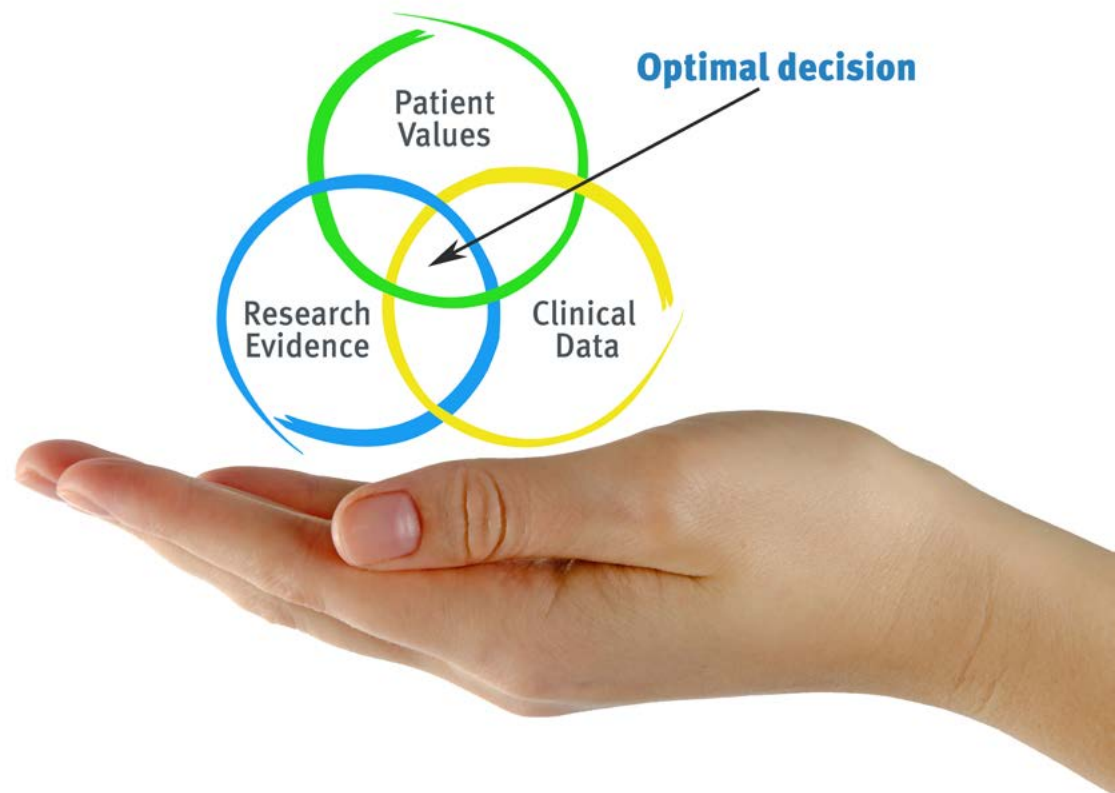 Optimal decision
Patient
Values
Research
Evidence
Clinical
Data